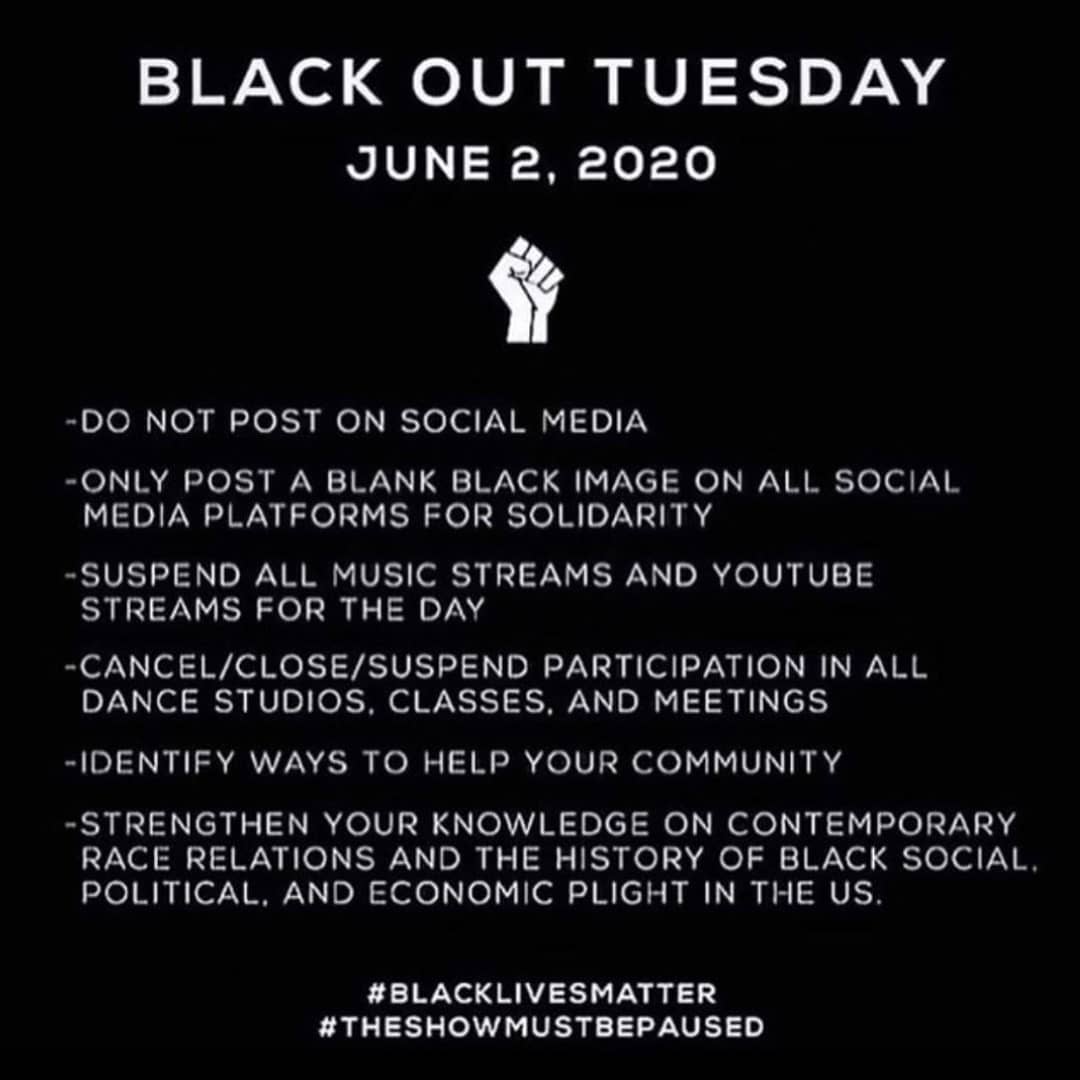 BLACK OUT TUESDAY
JUNE 2, 2020
-DO NOT POST ON SOCIAL MEDIA
-ONLY POST A BLANK BLACK IMAGE ON ALL SOCIAL
MEDIA PLATFORMS FOR SOLIDARITY
-SUSPEND ALL MUSIC STREAMS AND YOUTUBE
STREAMS FOR THE DAY
-CANCEL/CLOSE/SUSPEND PARTICIPATION IN ALL
DANCE STUDIOS, CLASSES, AND MEETINGS
-IDENTIFY WAYS TO HELP YOUR COMMUNITY
-STRENGTHEN YOUR KNOWLEDGE ON CONTEMPORARY
RACE RELATIONS AND THE HISTORY OF BLACK SOCIAL,
POLITICAL, AND ECONOMIC PLIGHT IN THE US.
#BLACKLIVESMATTER
#THESHOWMUSTBEPAUSED